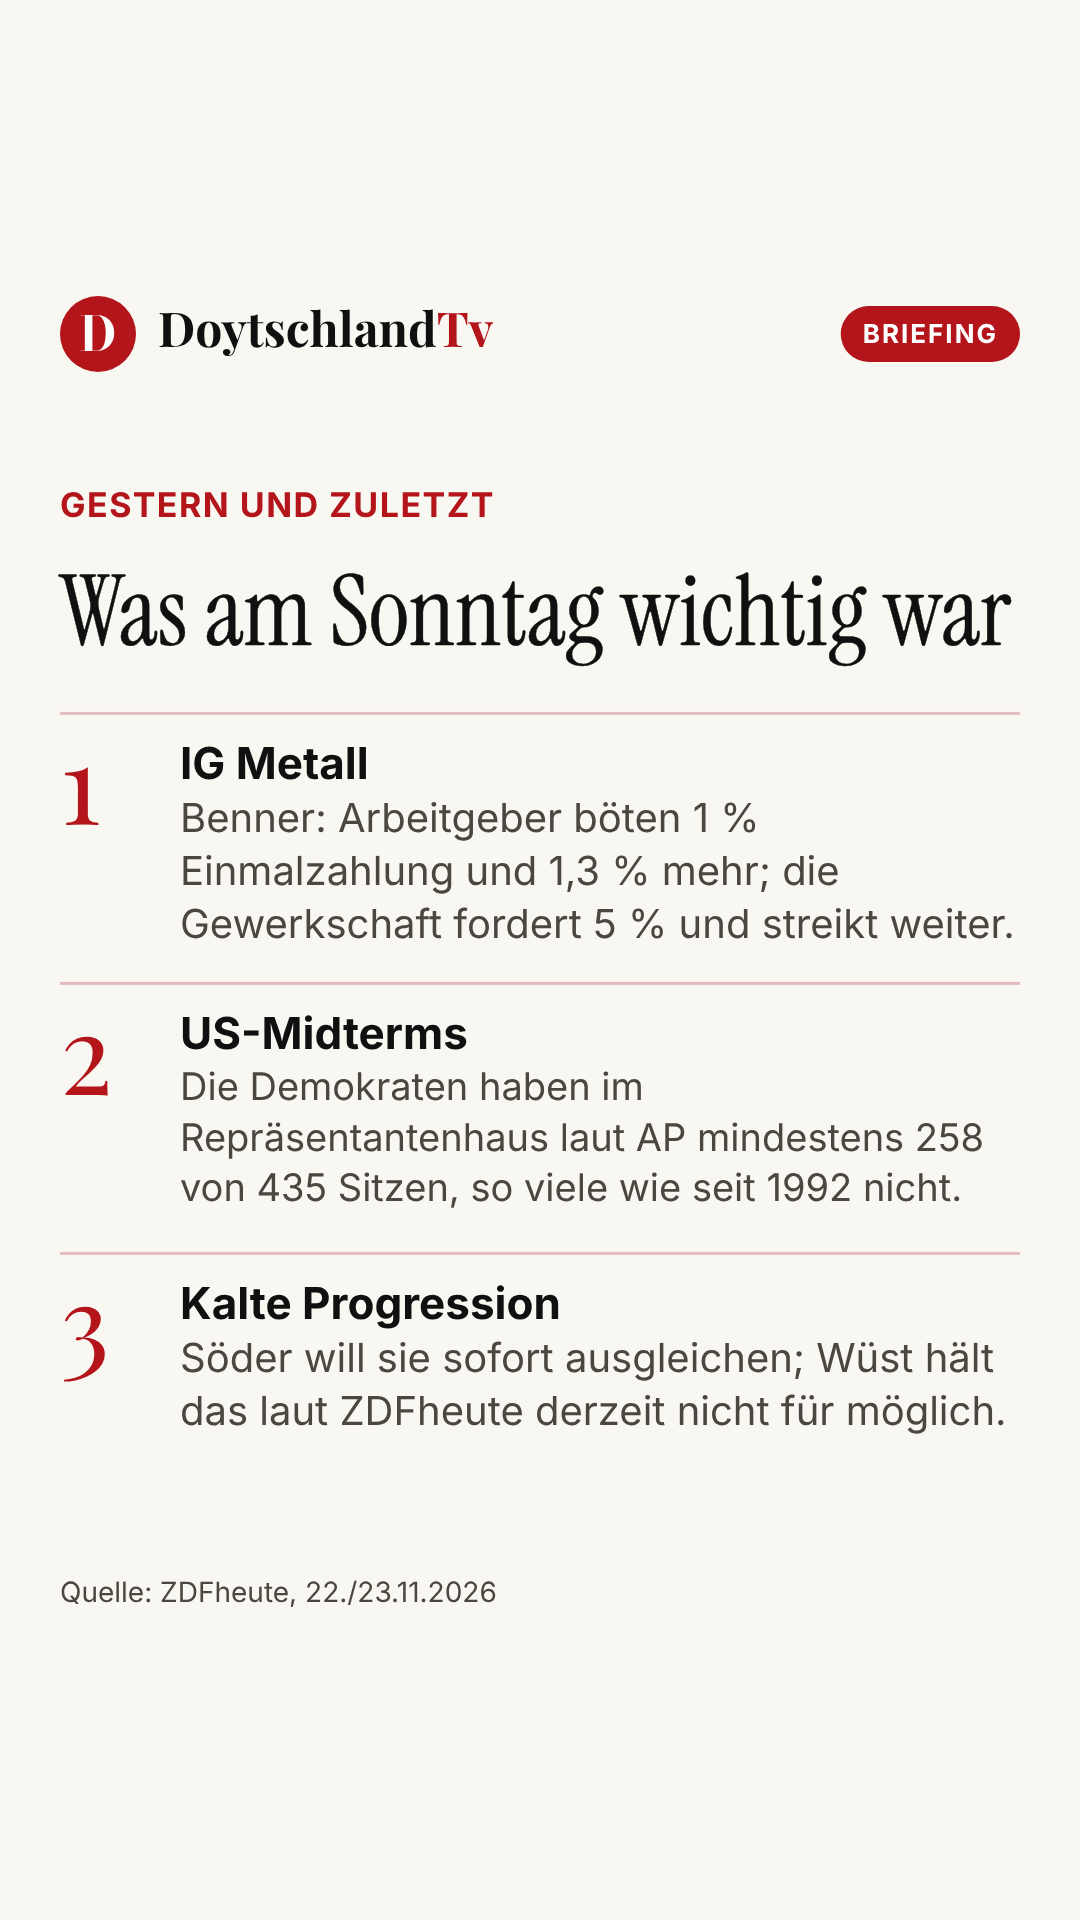 D DoytschlandTv
BRIEFING
GESTERN UND ZULETZT
Was am Sonntag wichtig war
1
IG Metall
Benner: Arbeitgeber böten 1 %
Einmalzahlung und 1,3 % mehr; die
Gewerkschaft fordert 5 % und streikt weiter.
2
US-Midterms
Die Demokraten haben im
Repräsentantenhaus laut AP mindestens 258
von 435 Sitzen, so viele wie seit 1992 nicht.
3
Kalte Progression
Söder will sie sofort ausgleichen; Wüst hält
das laut ZDFheute derzeit nicht für möglich.
Quelle: ZDFheute, 22./23.11.2026